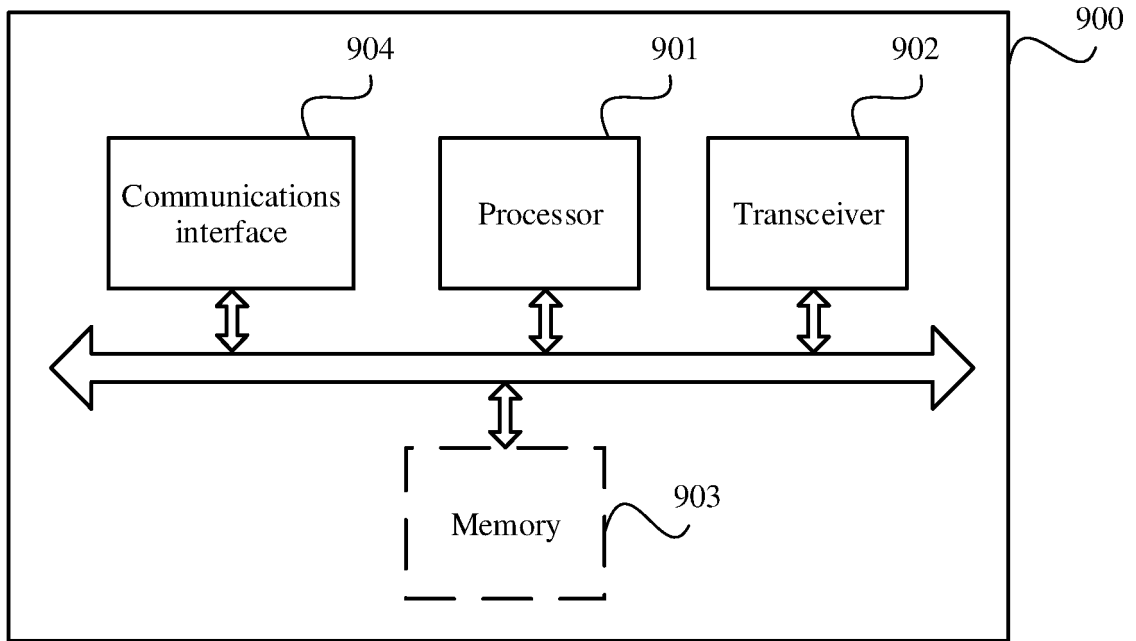 900
904
901
902
Communications
interface
Processor
Transceiver
903
Memory